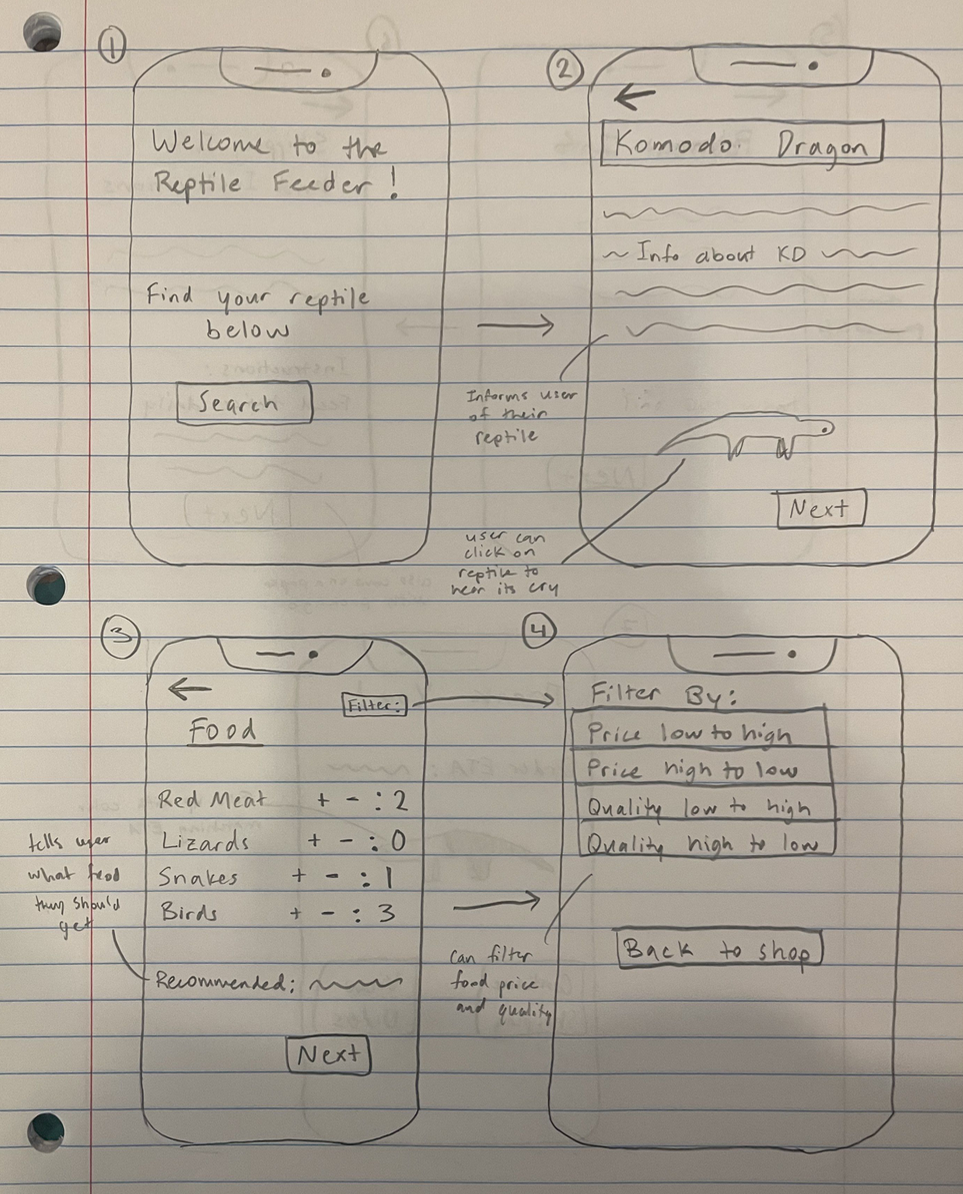 1
Welcome to the
Reptile Feeder!
Find your reptile
below
Search
2
Komodo Dragon
Info about KD
Informs user
of their
reptile
user can
click on
reptile to
hear its cry
Next
3
Filter:
Food
Red Meat + - : 2
Lizards + - : 0
Snakes + - : 1
Birds + - : 3
tells user
what food
they should
get
Recommended:
Next
4
Filter By:
Price low to high
Price high to low
Quality low to high
Quality high to low
can filter
food price
and quality
Back to shop